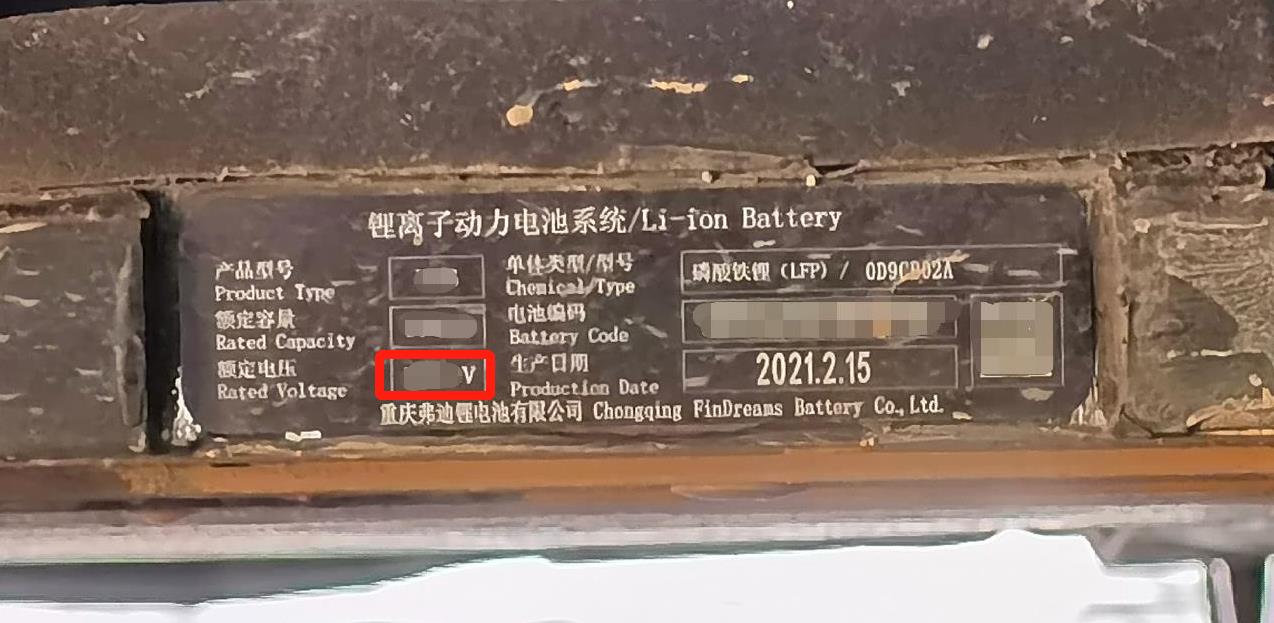 锂离子动力电池系统/Li-ion Battery
产品型号
Product Type
单体类型/型号
Chemical/Type
磷酸铁锂 (LFP) / 0D9CB02A
额定容量
Rated Capacity
电池编码
Battery Code
额定电压
Rated Voltage
V
生产日期
Production Date
2021.2.15
重庆弗迪锂电池有限公司 Chongqing FinDreams Battery Co., Ltd.